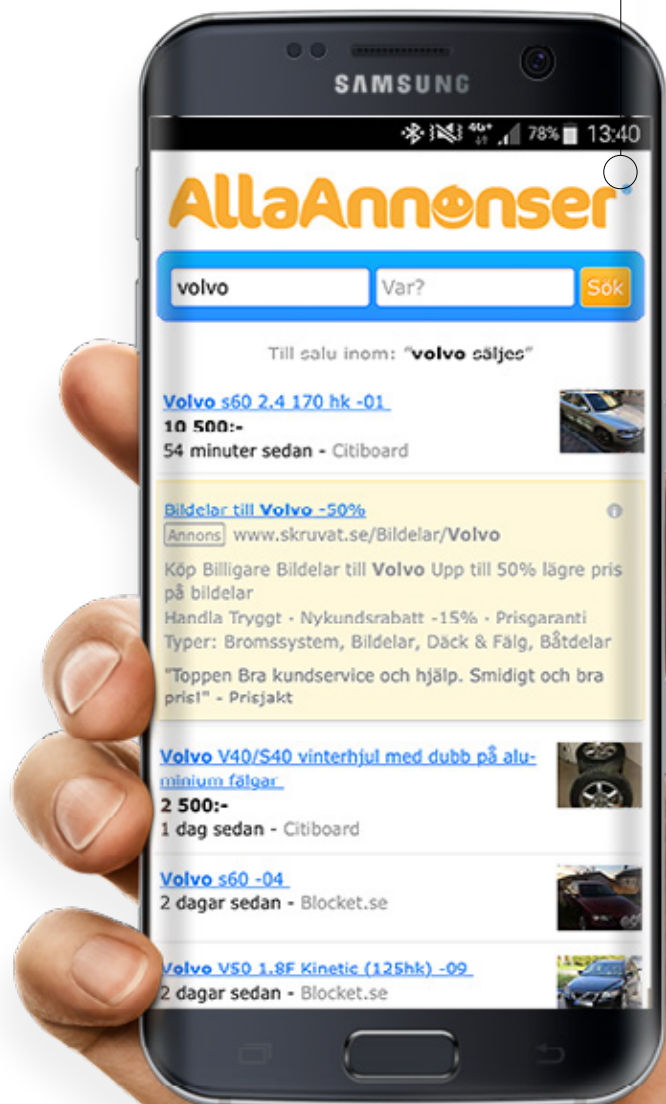 SAMSUNG
4G+ 78% 13:40
AllaAnnonser
volvo Var? Sök
Till salu inom: "volvo säljes"
Volvo s60 2.4 170 hk -01
10 500:-
54 minuter sedan - Citiboard
Bildelar till Volvo -50%
Annons www.skruvat.se/Bildelar/Volvo
Köp Billigare Bildelar till Volvo Upp till 50% lägre pris
på bildelar
Handla Tryggt · Nykundsrabatt -15% · Prisgaranti
Typer: Bromssystem, Bildelar, Däck & Fälg, Båtdelar
"Toppen Bra kundservice och hjälp. Smidigt och bra
pris!" - Prisjakt
Volvo V40/S40 vinterhjul med dubb på alu-
minium fälgar
2 500:-
1 dag sedan - Citiboard
Volvo s60 -04
2 dagar sedan - Blocket.se
Volvo V50 1.8F Kinetic (125hk) -09
2 dagar sedan - Blocket.se